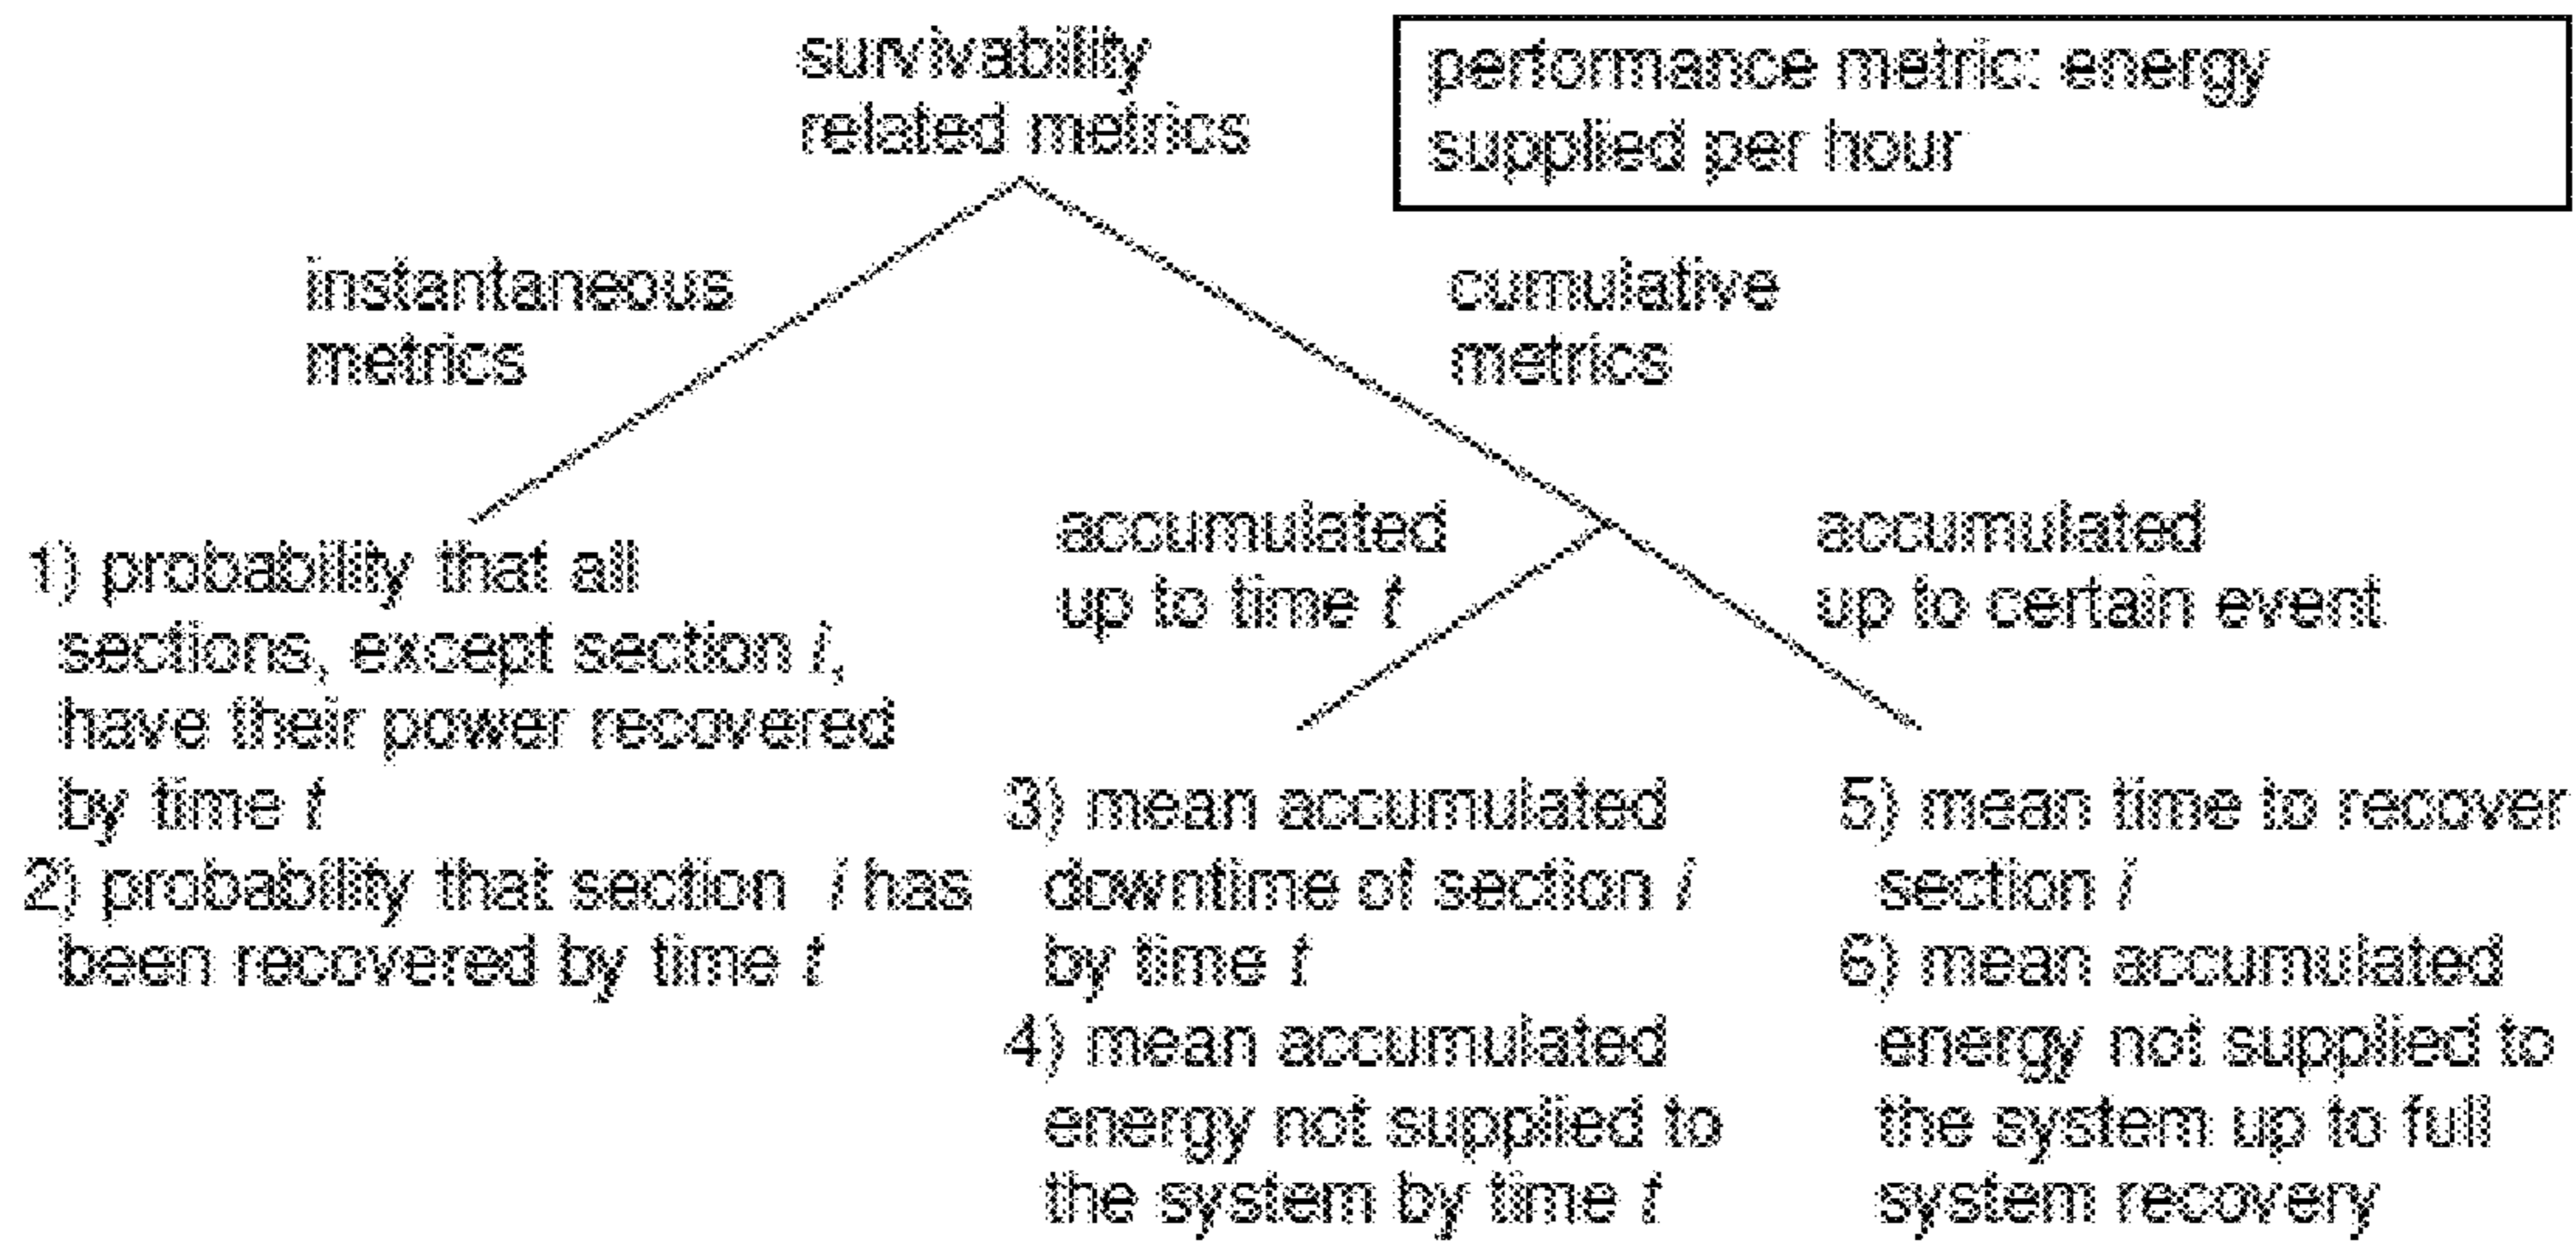 survivability
related metrics
performance metric: energy
supplied per hour
instantaneous
metrics
cumulative
metrics
accumulated
up to time t
accumulated
up to certain event
1) probability that all
sections, except section i,
have their power recovered
by time t
2) probability that section i has
been recovered by time t
3) mean accumulated
downtime of section i
by time t
4) mean accumulated
energy not supplied to
the system by time t
5) mean time to recover
section i
6) mean accumulated
energy not supplied to
the system up to full
system recovery